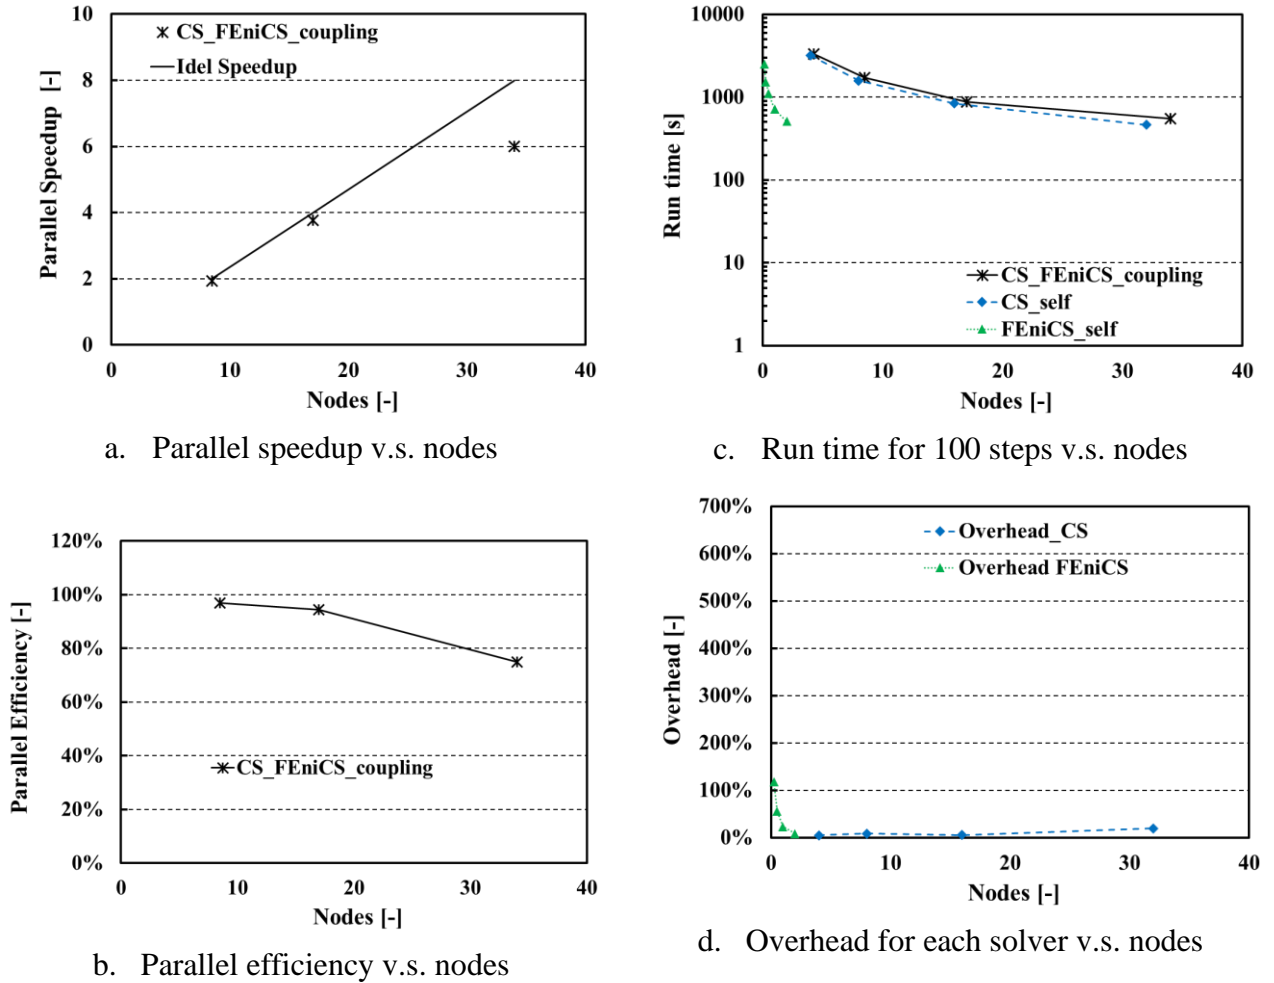 10
8
6
4
2
0
Parallel Speedup [-]
CS_FEniCS_coupling
Idel Speedup
0 10 20 30 40
Nodes [-]
a. Parallel speedup v.s. nodes
10000
1000
100
10
1
Run time [s]
CS_FEniCS_coupling
CS_self
FEniCS_self
0 10 20 30 40
Nodes [-]
c. Run time for 100 steps v.s. nodes
120%
100%
80%
60%
40%
20%
0%
Parallel Efficiency [-]
CS_FEniCS_coupling
0 10 20 30 40
Nodes [-]
b. Parallel efficiency v.s. nodes
700%
600%
500%
400%
300%
200%
100%
0%
Overhead [-]
Overhead_CS
Overhead FEniCS
0 10 20 30 40
Nodes [-]
d. Overhead for each solver v.s. nodes